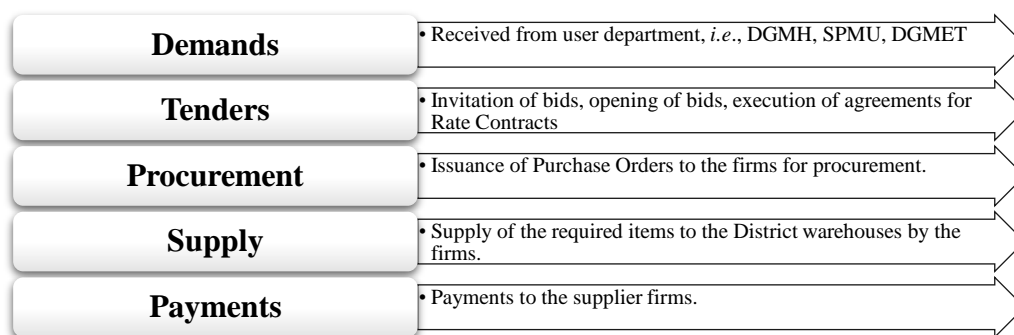 Demands
• Received from user department, i.e., DGMH, SPMU, DGMET
Tenders
• Invitation of bids, opening of bids, execution of agreements for
Rate Contracts
Procurement
• Issuance of Purchase Orders to the firms for procurement.
Supply
• Supply of the required items to the District warehouses by the
firms.
Payments
• Payments to the supplier firms.